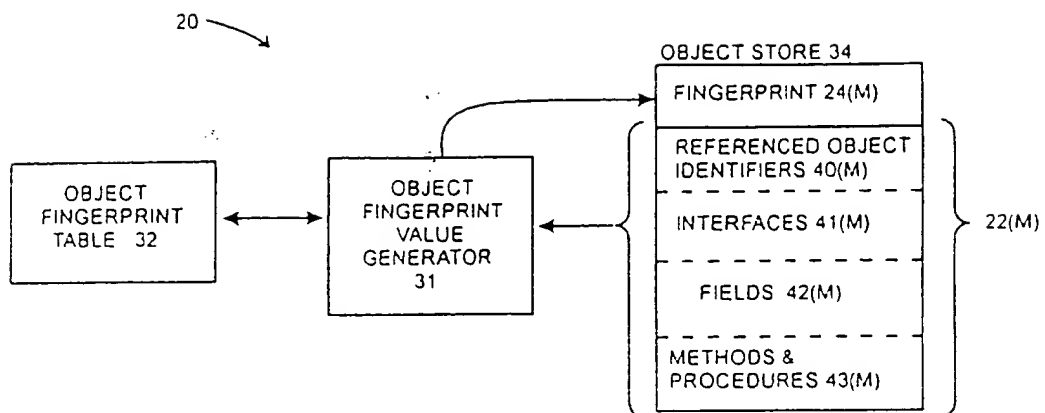 20
OBJECT STORE 34
FINGERPRINT 24(M)
REFERENCED OBJECT
IDENTIFIERS 40(M)
INTERFACES 41(M)
FIELDS 42(M)
METHODS &
PROCEDURES 43(M)
22(M)
OBJECT
FINGERPRINT
VALUE
GENERATOR
31
OBJECT
FINGERPRINT
TABLE 32